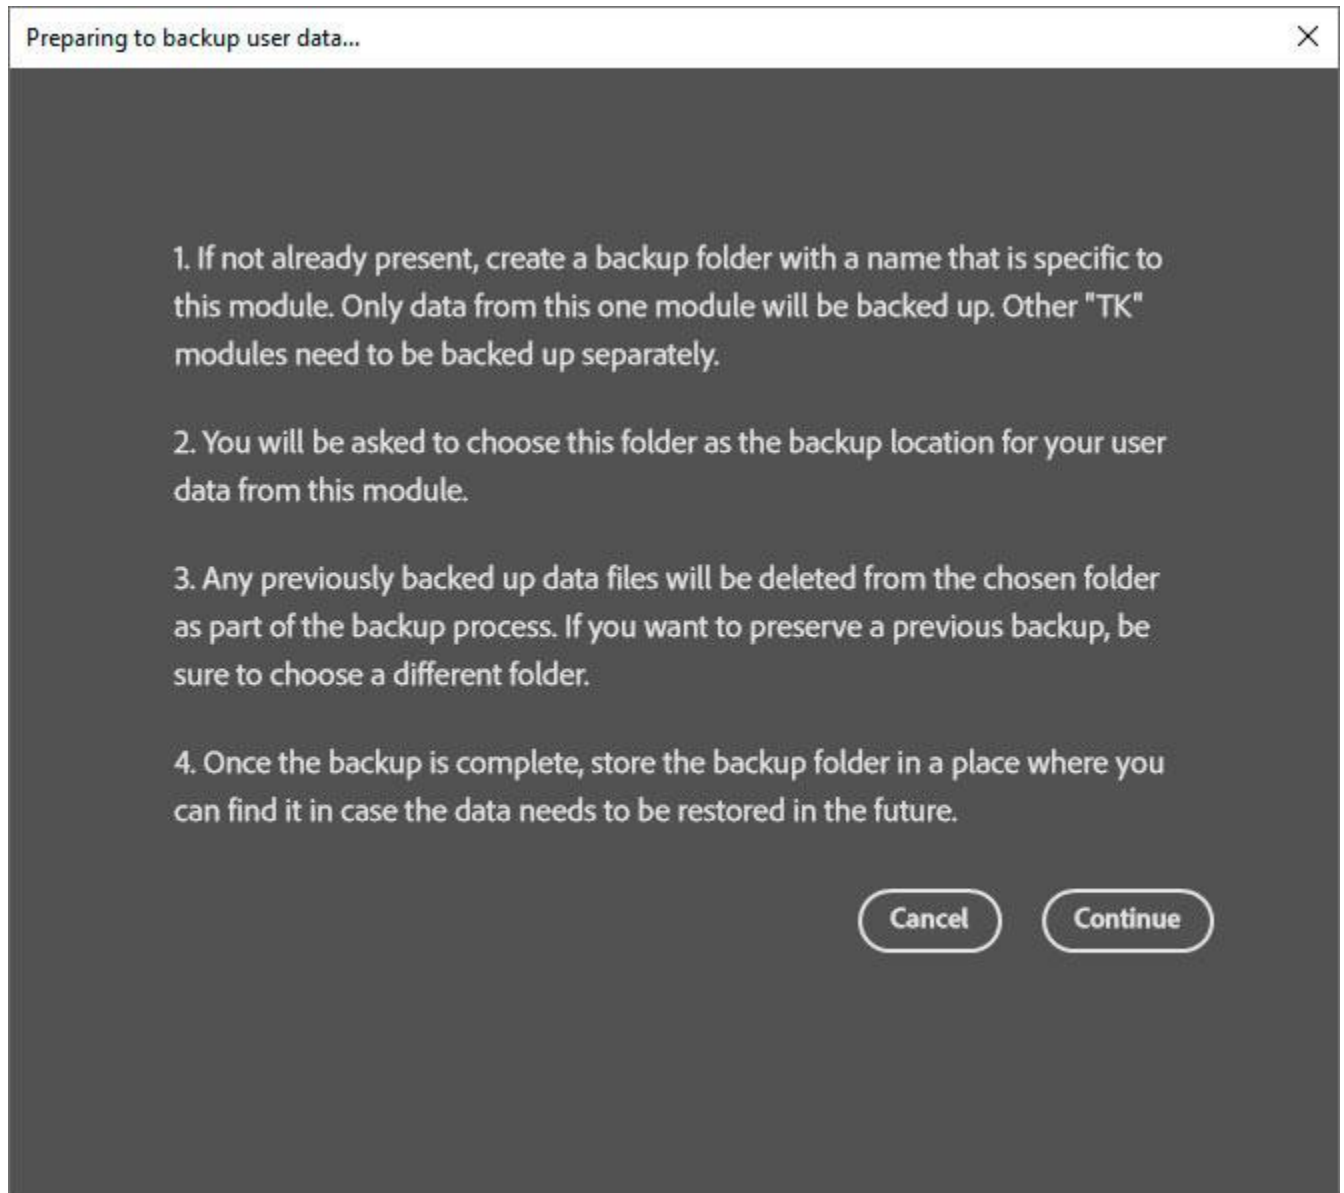 Preparing to backup user data...
1. If not already present, create a backup folder with a name that is specific to
this module. Only data from this one module will be backed up. Other "TK"
modules need to be backed up separately.
2. You will be asked to choose this folder as the backup location for your user
data from this module.
3. Any previously backed up data files will be deleted from the chosen folder
as part of the backup process. If you want to preserve a previous backup, be
sure to choose a different folder.
4. Once the backup is complete, store the backup folder in a place where you
can find it in case the data needs to be restored in the future.
Cancel Continue